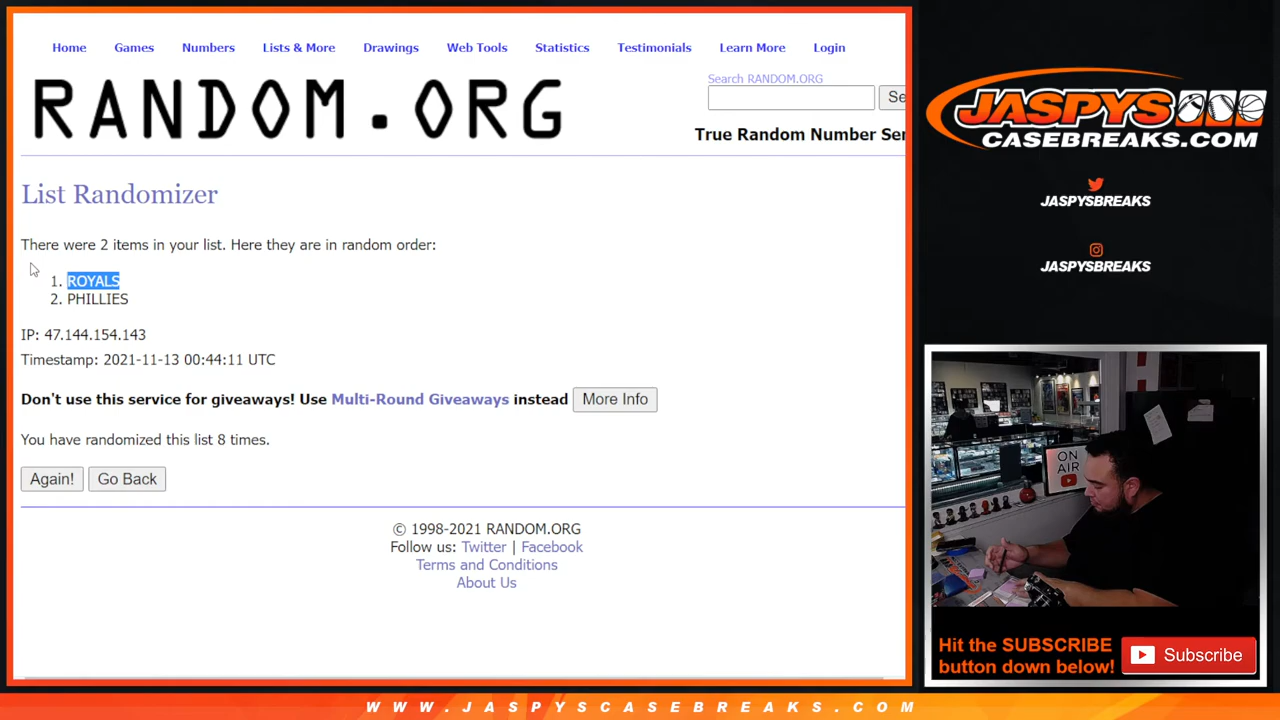 Home Games Numbers Lists & More Drawings Web Tools Statistics Testimonials Learn More Login
RANDOM.ORG
Search RANDOM.ORG
Se
True Random Number Ser
List Randomizer
There were 2 items in your list. Here they are in random order:
1. ROYALS
2. PHILLIES
IP: 47.144.154.143
Timestamp: 2021-11-13 00:44:11 UTC
Don't use this service for giveaways! Use Multi-Round Giveaways instead More Info
You have randomized this list 8 times.
Again! Go Back
© 1998-2021 RANDOM.ORG
Follow us: Twitter | Facebook
Terms and Conditions
About Us
JASPYS
CASEBREAKS.COM
JASPYSBREAKS
JASPYSBREAKS
ON
AIR
Hit the SUBSCRIBE
button down below!
Subscribe
WWW.JASPYSCASEBREAKS.COM